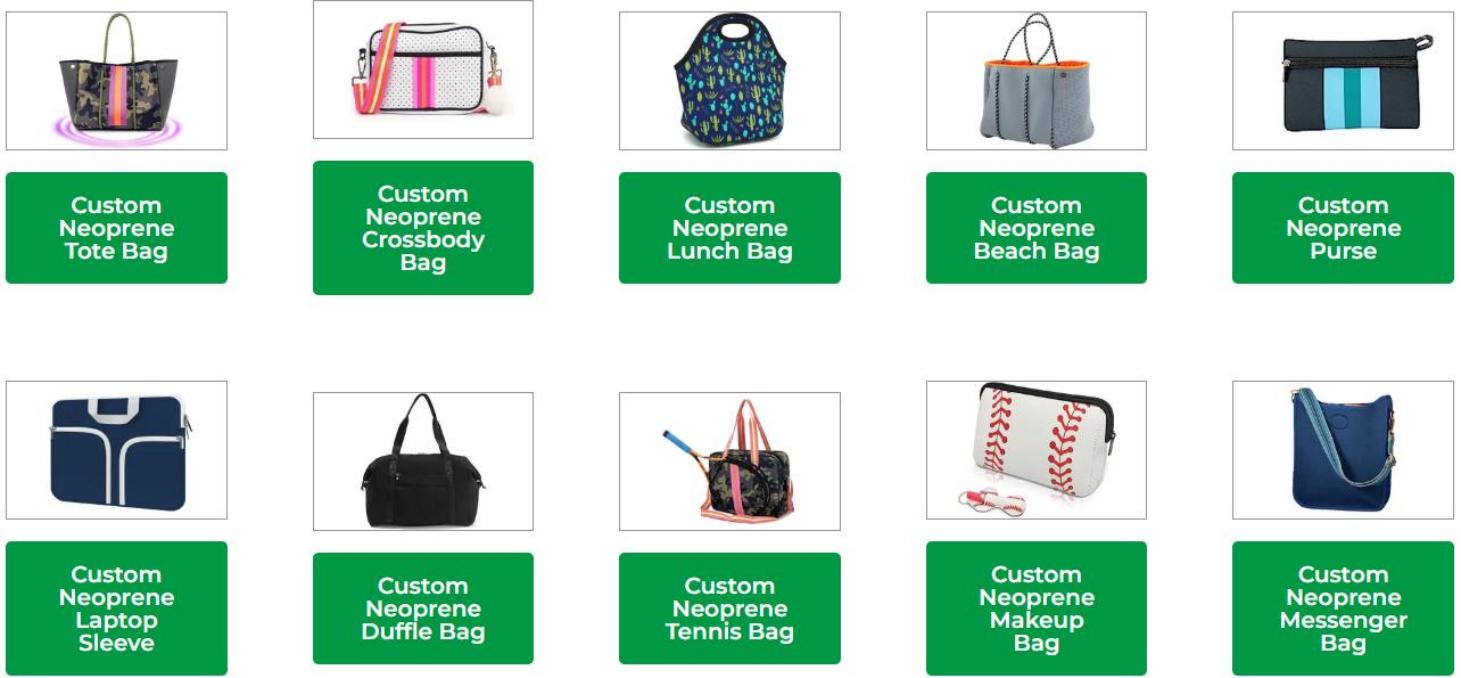 Custom
Neoprene
Tote Bag
Custom
Neoprene
Crossbody
Bag
Custom
Neoprene
Lunch Bag
Custom
Neoprene
Beach Bag
Custom
Neoprene
Purse
Custom
Neoprene
Laptop
Sleeve
Custom
Neoprene
Duffle Bag
Custom
Neoprene
Tennis Bag
Custom
Neoprene
Makeup
Bag
Custom
Neoprene
Messenger
Bag